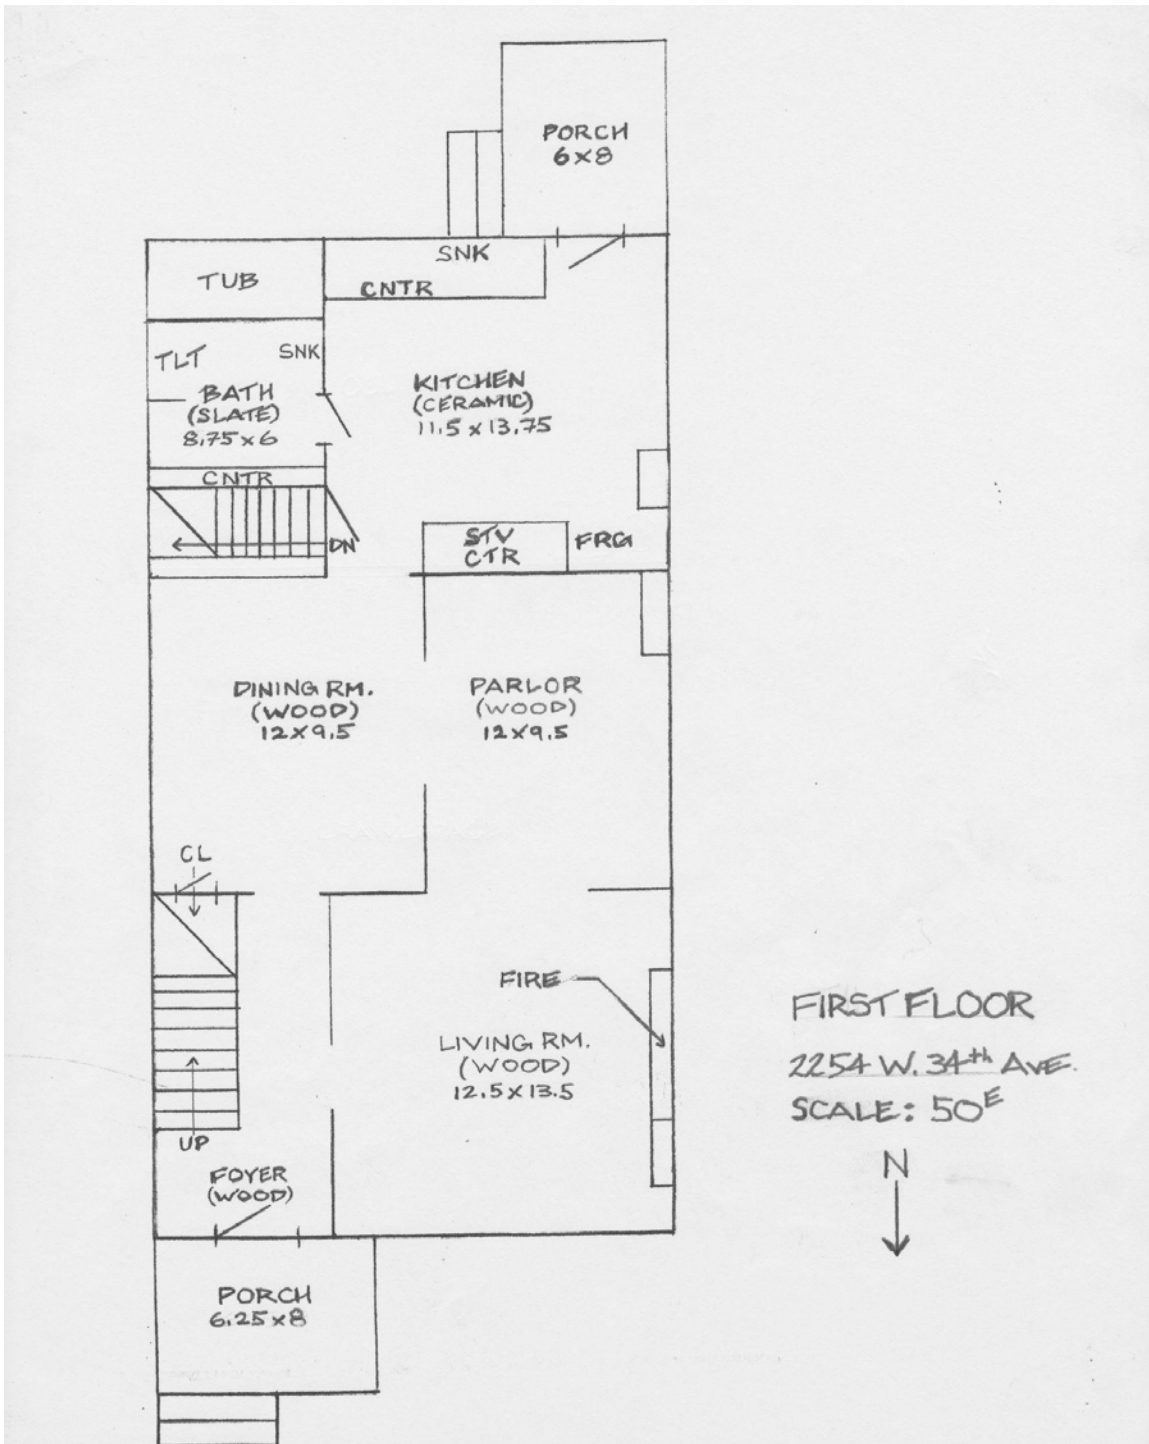 PORCH
6x8
SNK
CNTR
TUB
TLT
SNK
BATH
(SLATE)
8.75x6
CNTR
KITCHEN
(CERAMIC)
11.5 x 13.75
DN
STV
CTR
FRG
DINING RM.
(WOOD)
12x9.5
PARLOR
(WOOD)
12x9.5
CL
FIRE
LIVING RM.
(WOOD)
12.5x13.5
UP
FOYER
(WOOD)
PORCH
6.25x8
FIRST FLOOR
2254 W. 34th AVE.
SCALE: 50E
N